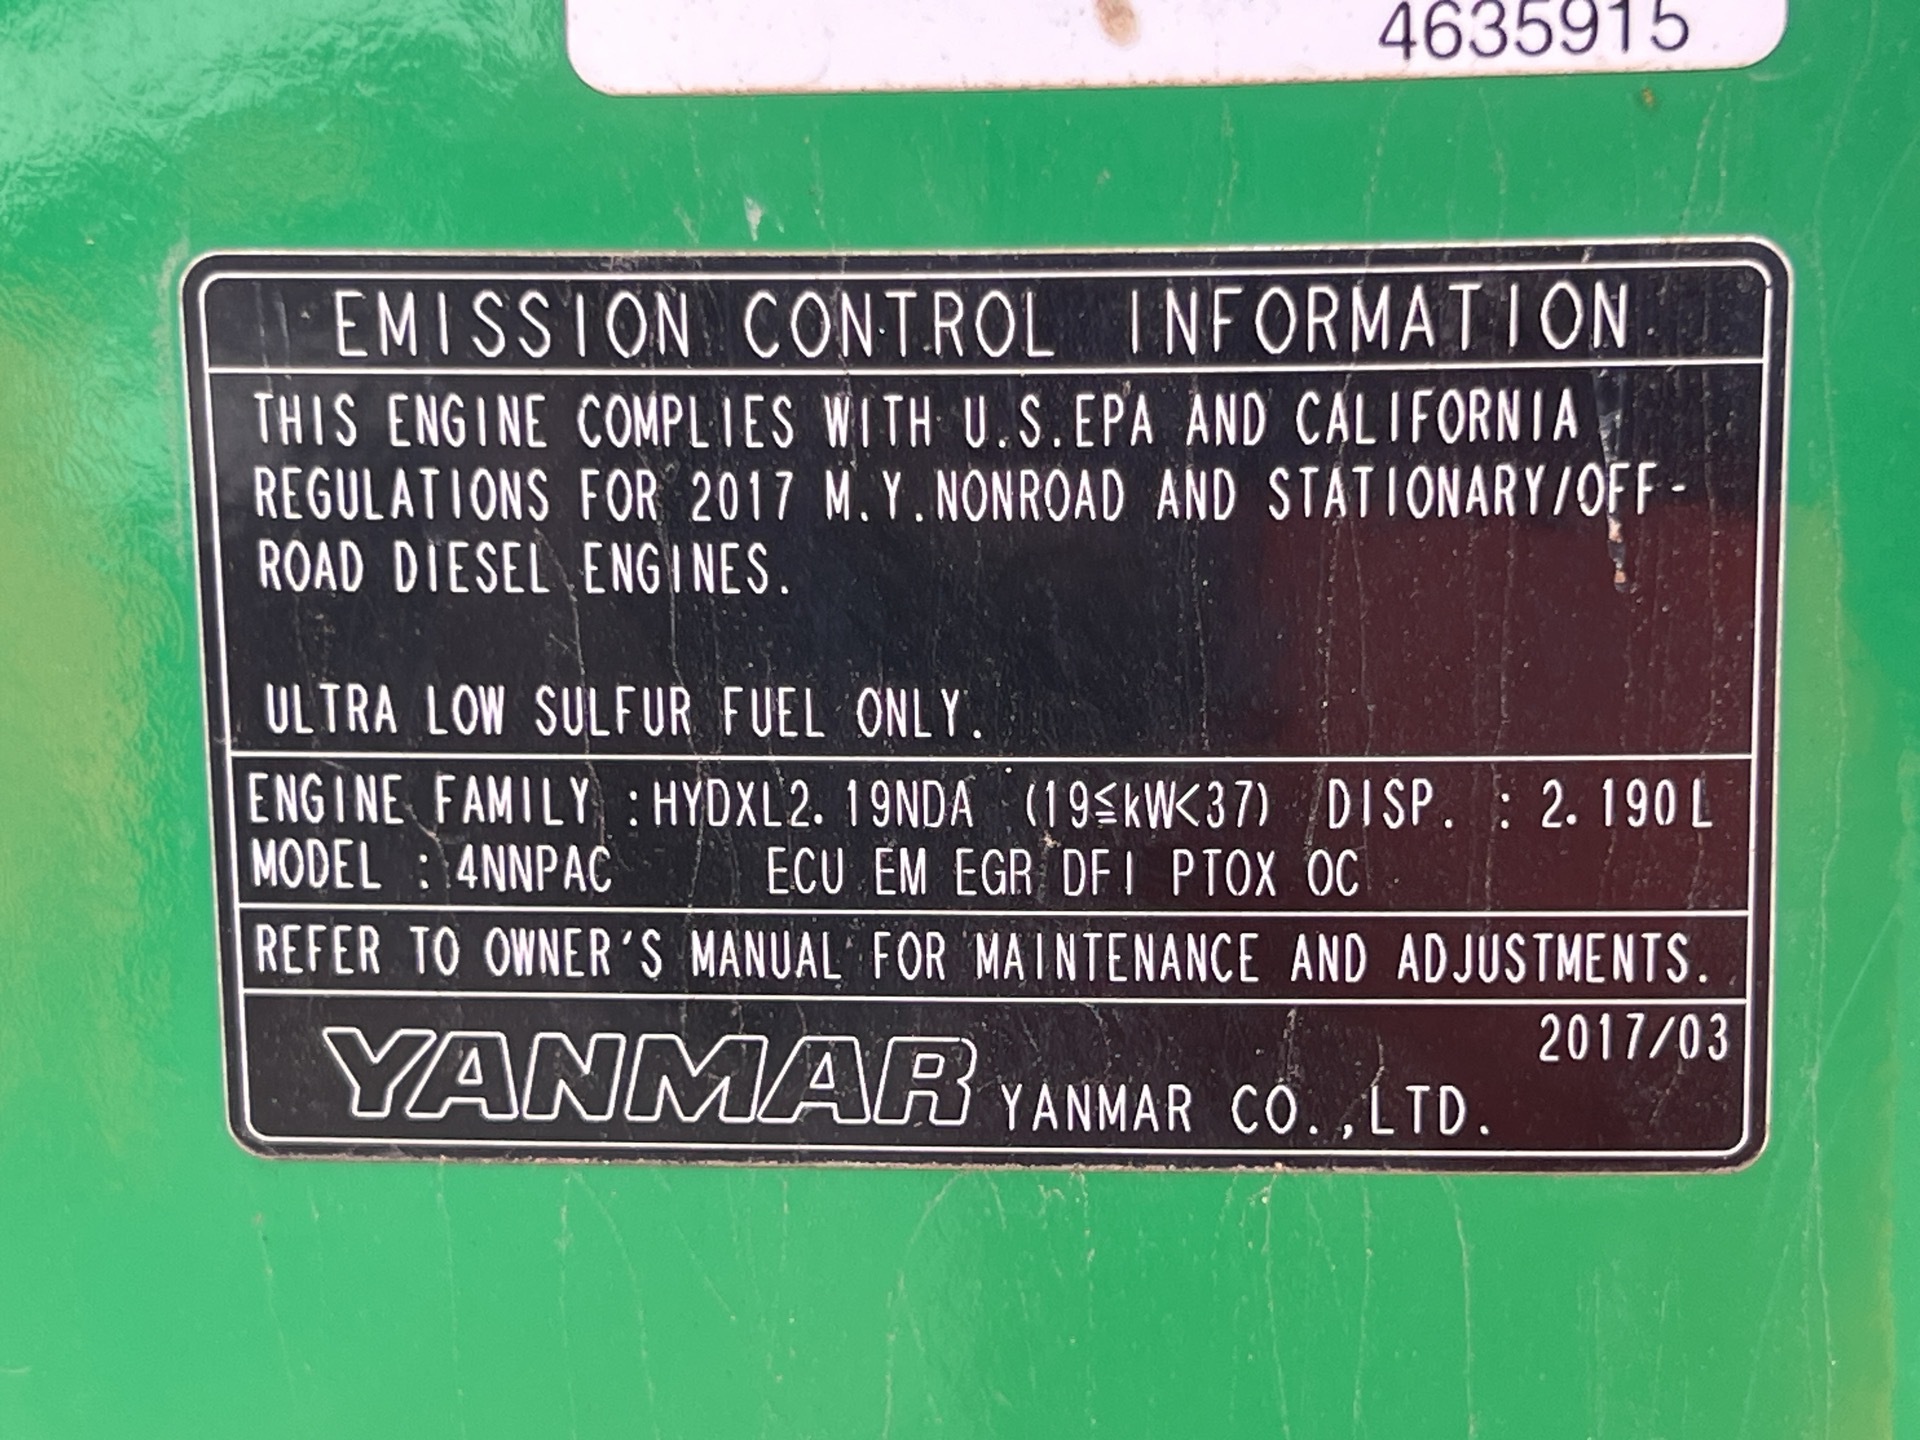 4635915
EMISSION CONTROL INFORMATION
THIS ENGINE COMPLIES WITH U.S.EPA AND CALIFORNIA
REGULATIONS FOR 2017 M.Y.NONROAD AND STATIONARY/OFF-
ROAD DIESEL ENGINES.
ULTRA LOW SULFUR FUEL ONLY.
ENGINE FAMILY :HYDXL2.19NDA (19≦kW<37) DISP. : 2.190L
MODEL : 4NNPAC ECU EM EGR DFI PTOX OC
REFER TO OWNER'S MANUAL FOR MAINTENANCE AND ADJUSTMENTS.
2017/03
YANMAR YANMAR CO.,LTD.